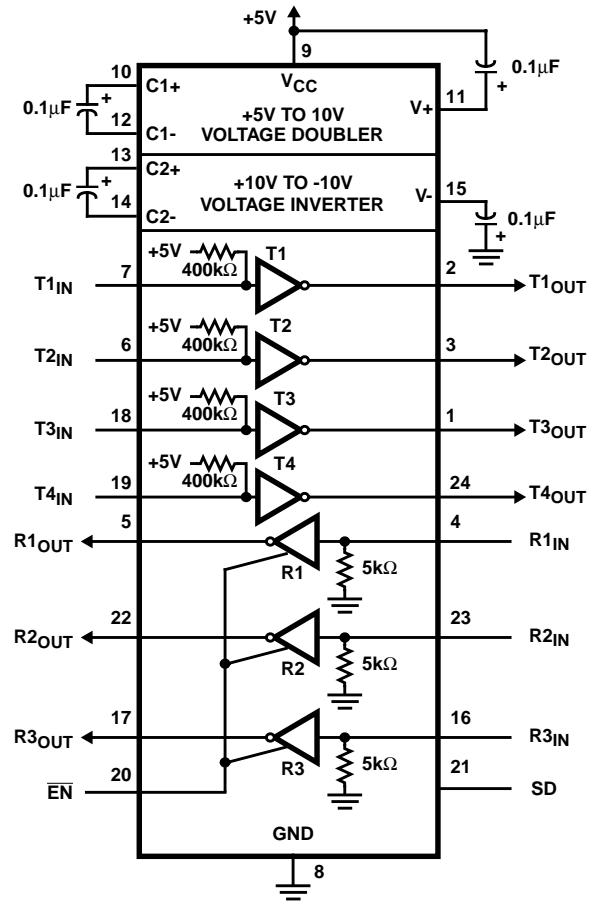 +5V
9
10
C1+
VCC
0.1µF
+
0.1µF
+
12
C1-
+5V TO 10V
VOLTAGE DOUBLER
V+
11
13
C2+
0.1µF
+
14
C2-
+10V TO -10V
VOLTAGE INVERTER
V-
15
0.1µF
+
+5V
400kΩ
T1
T1IN
7
2
T1OUT
+5V
400kΩ
T2
T2IN
6
3
T2OUT
+5V
400kΩ
T3
T3IN
18
1
T3OUT
+5V
400kΩ
T4
T4IN
19
24
T4OUT
R1OUT
5
4
R1IN
R1
5kΩ
R2OUT
22
23
R2IN
R2
5kΩ
R3OUT
17
16
R3IN
R3
5kΩ
EN
20
21
SD
GND
8